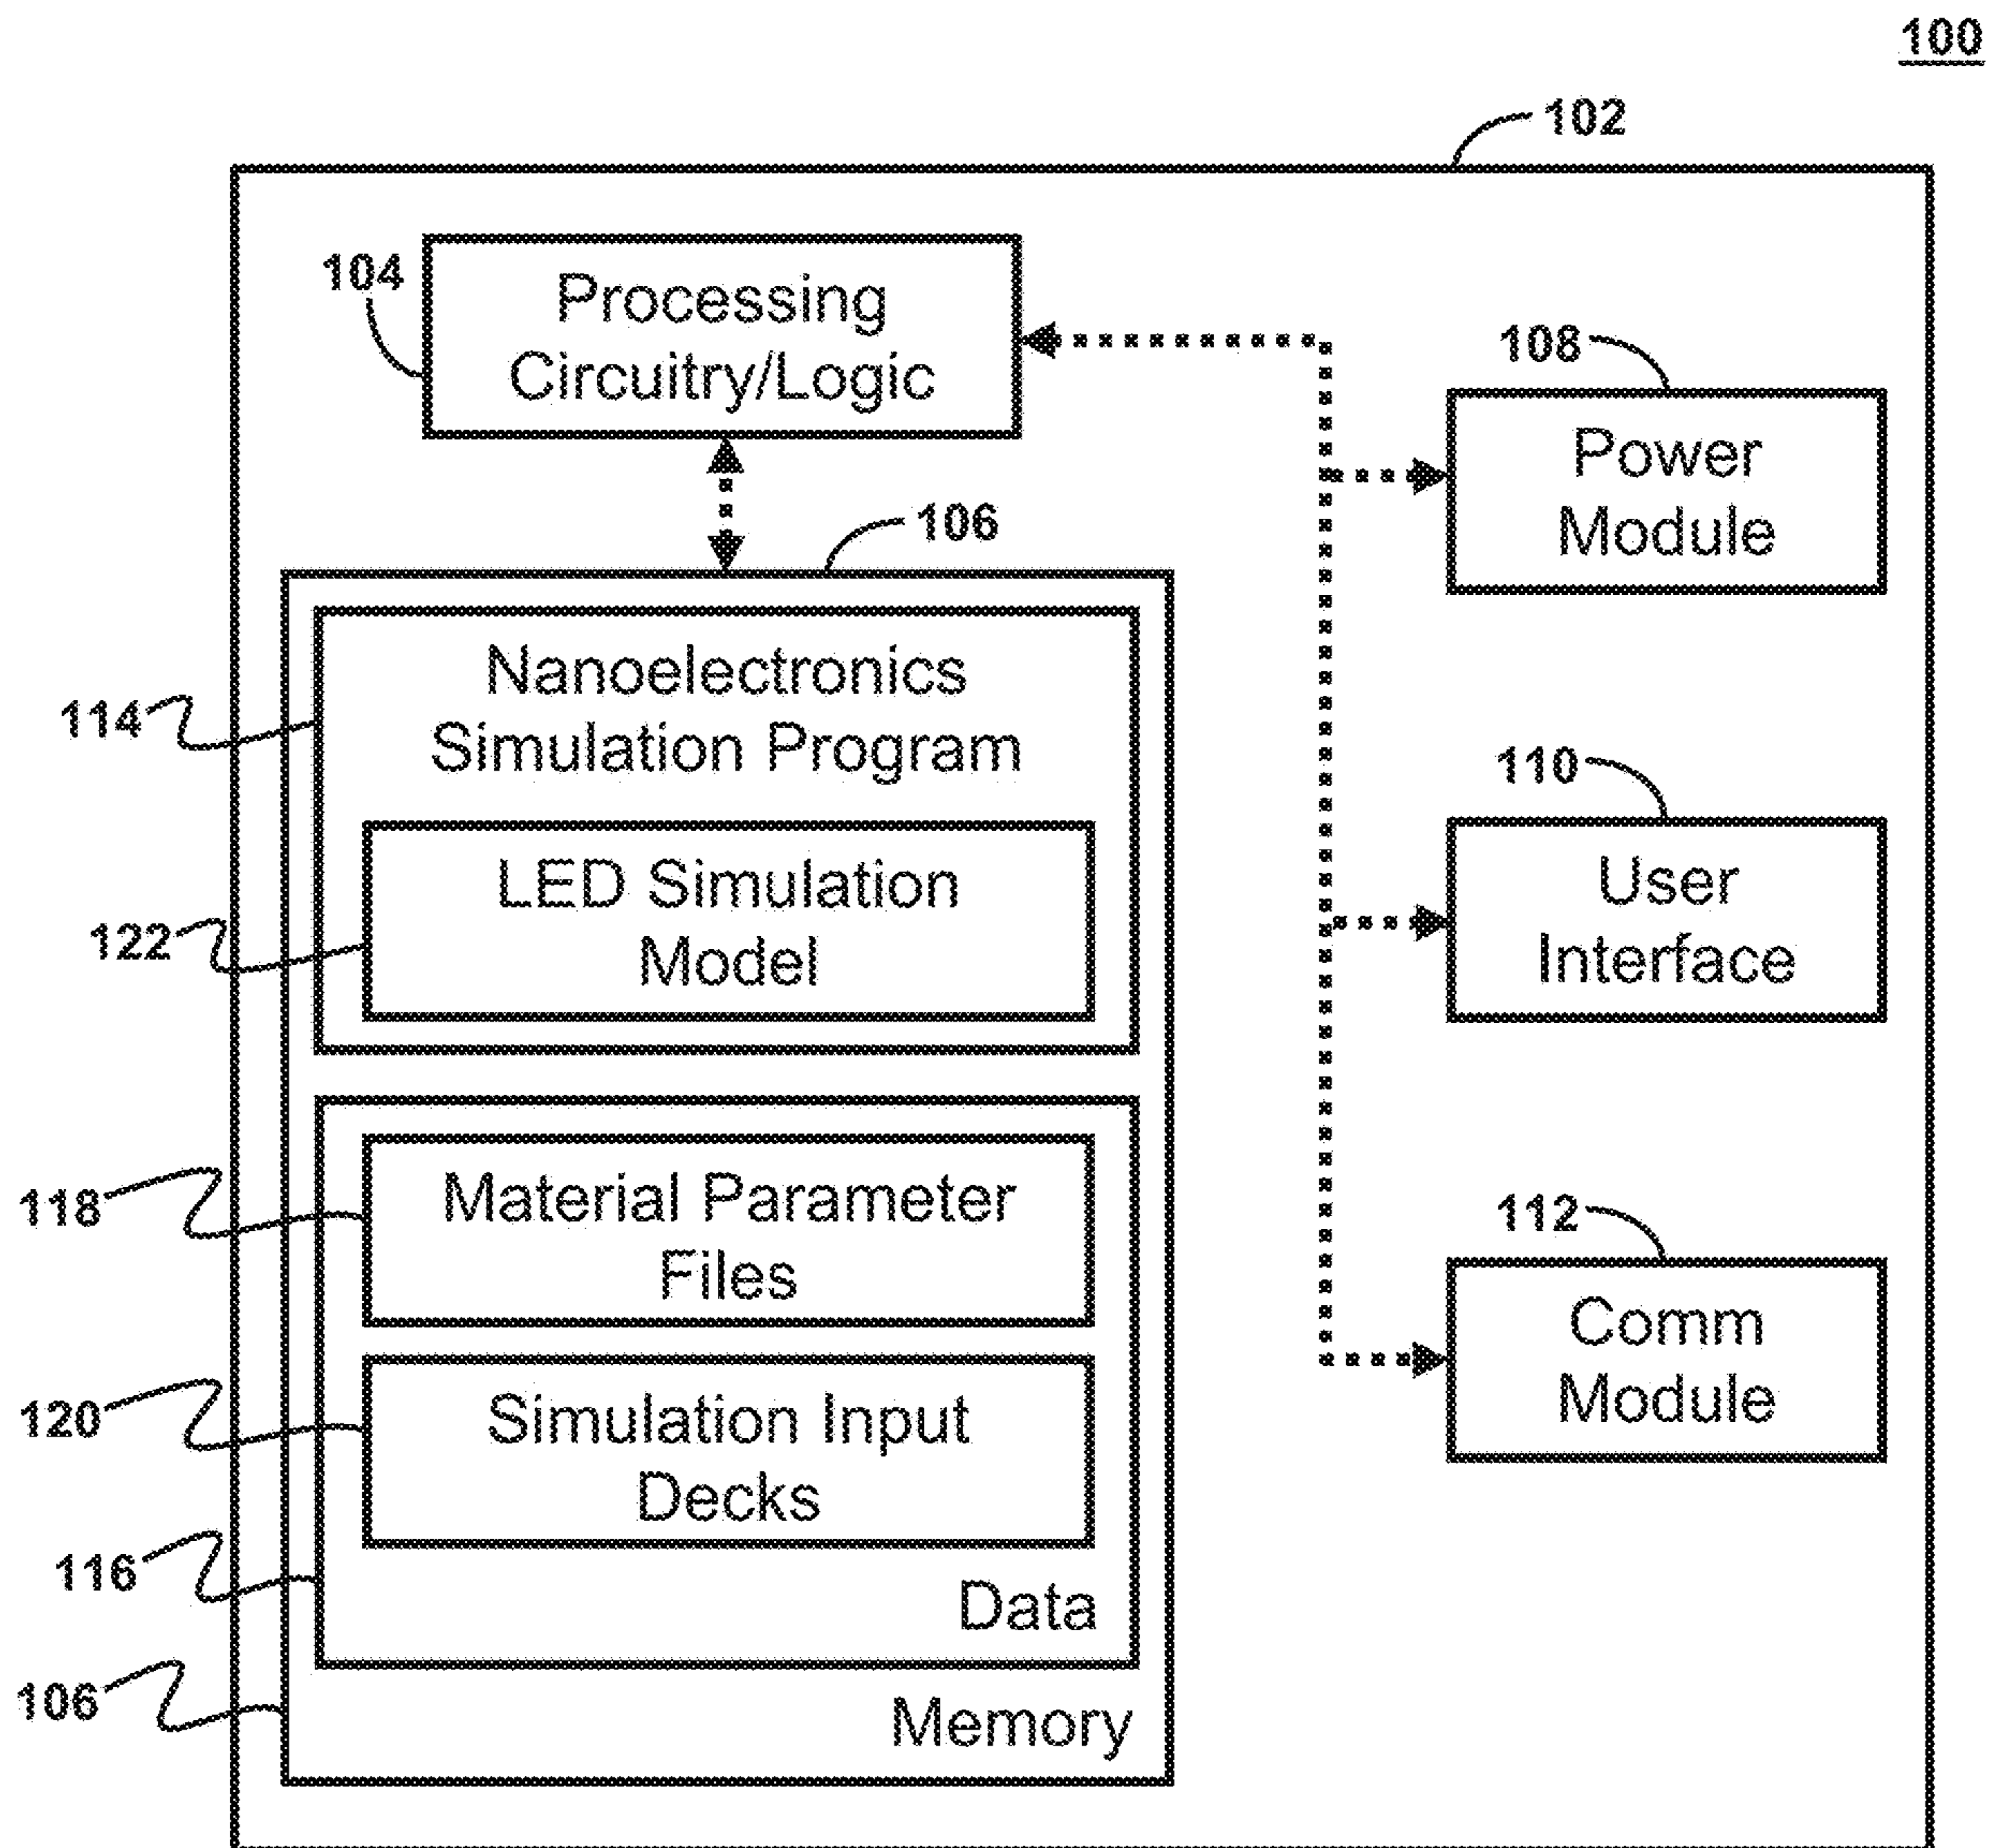 100
102
104
Processing
Circuitry/Logic
108
Power
Module
106
114
Nanoelectronics
Simulation Program
122
LED Simulation
Model
110
User
Interface
118
Material Parameter
Files
112
Comm
Module
120
Simulation Input
Decks
116
Data
106
Memory